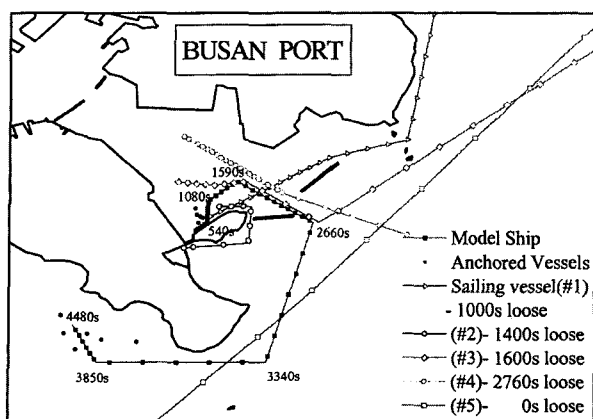 BUSAN PORT
1590s
1080s
540s
2660s
4480s
3850s
3340s
Model Ship
Anchored Vessels
Sailing vessel(#1)
- 1000s loose
(#2)- 1400s loose
(#3)- 1600s loose
(#4)- 2760s loose
(#5)- 0s loose